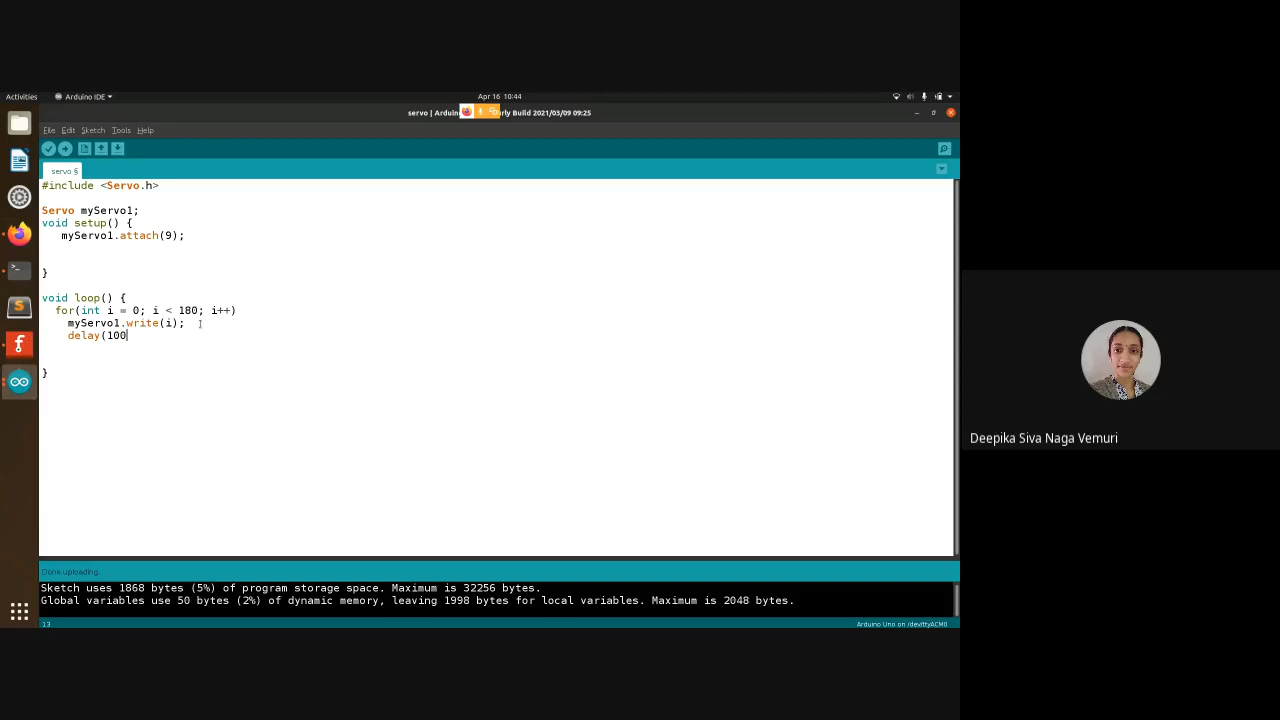 Activities
Arduino IDE
Apr 16 10:44
servo | Arduin
rly Build 2021/03/09 09:25
File Edit Sketch Tools Help
servo §
#include <Servo.h>
Servo myServo1;
void setup() {
myServo1.attach(9);
}
void loop() {
for(int i = 0; i < 180; i++)
myServo1.write(i);
delay(100
}
Done uploading.
Sketch uses 1868 bytes (5%) of program storage space. Maximum is 32256 bytes.
Global variables use 50 bytes (2%) of dynamic memory, leaving 1998 bytes for local variables. Maximum is 2048 bytes.
13
Arduino Uno on /dev/ttyACM0
Deepika Siva Naga Vemuri